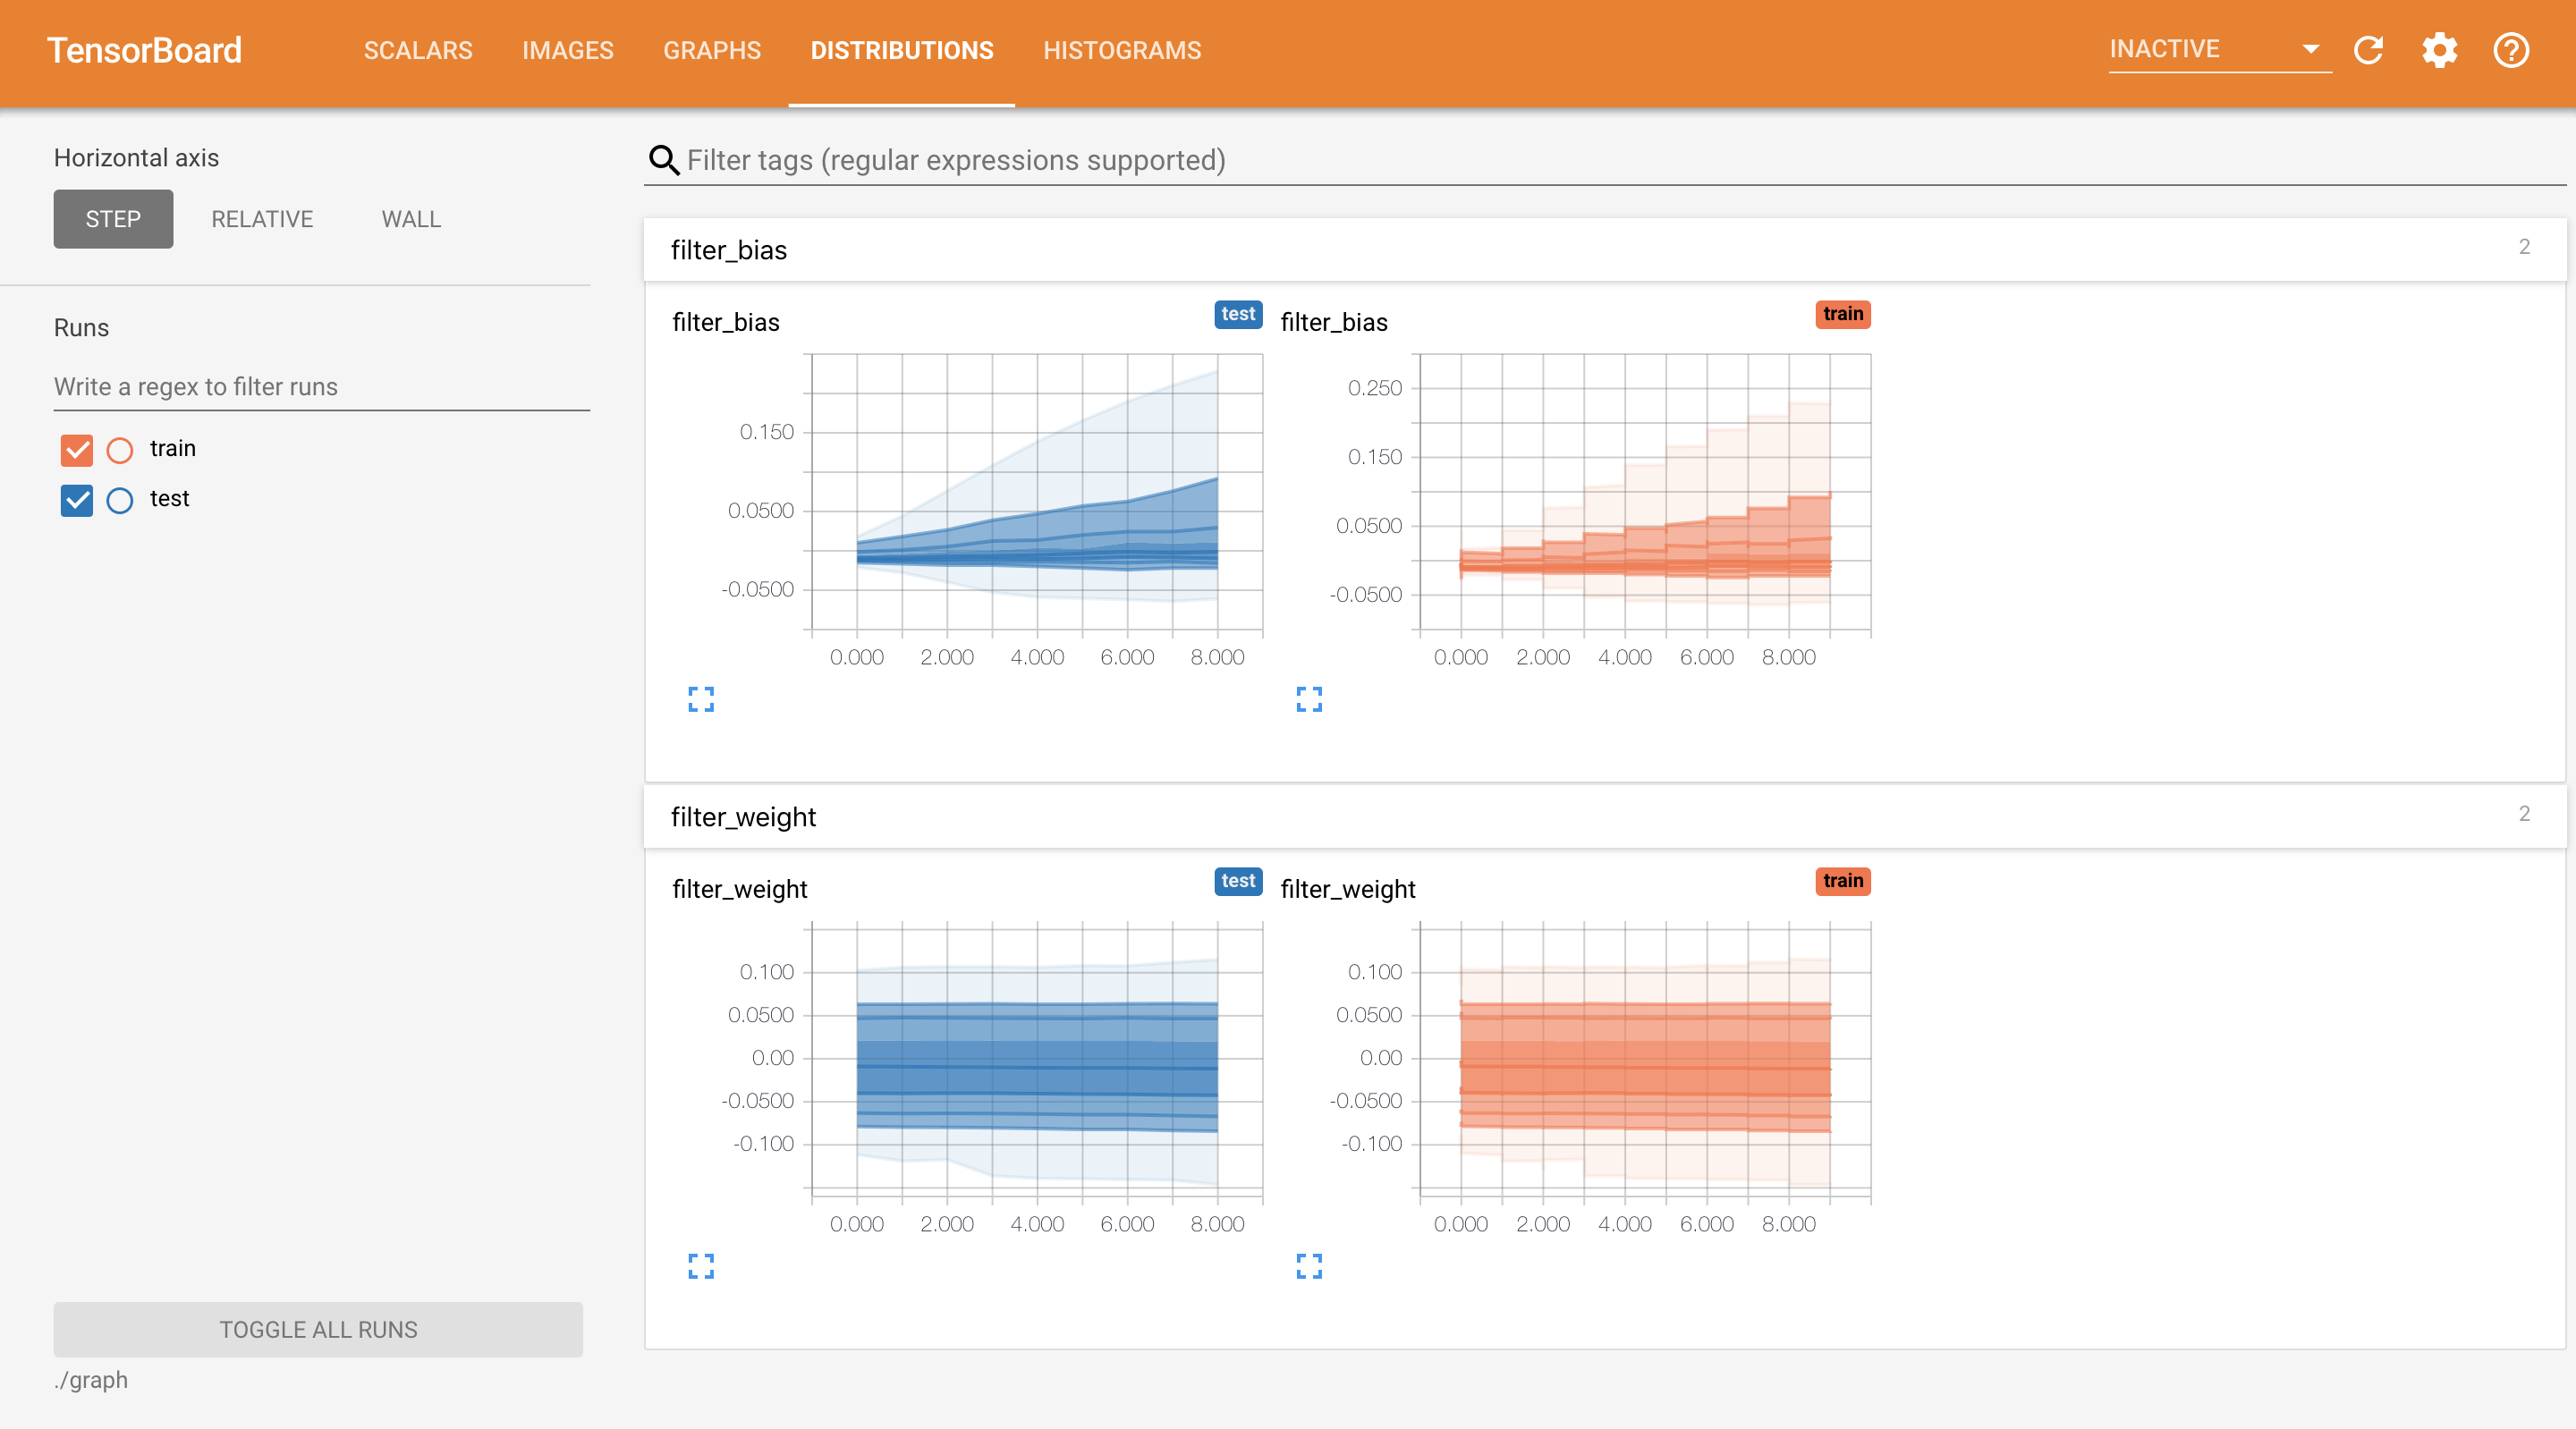 TensorBoard
SCALARS IMAGES GRAPHS DISTRIBUTIONS HISTOGRAMS
INACTIVE
Horizontal axis
STEP RELATIVE WALL
Runs
Write a regex to filter runs
train
test
TOGGLE ALL RUNS
./graph
Filter tags (regular expressions supported)
filter_bias 2
filter_bias test
0.150
0.0500
-0.0500
0.000 2.000 4.000 6.000 8.000
filter_bias train
0.250
0.150
0.0500
-0.0500
0.000 2.000 4.000 6.000 8.000
filter_weight 2
filter_weight test
0.100
0.0500
0.00
-0.0500
-0.100
0.000 2.000 4.000 6.000 8.000
filter_weight train
0.100
0.0500
0.00
-0.0500
-0.100
0.000 2.000 4.000 6.000 8.000